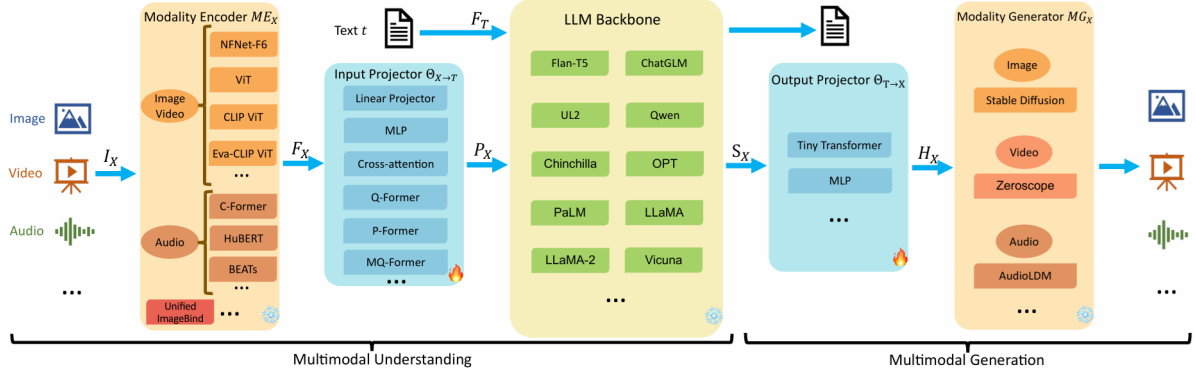 Image
Video
Audio
...
I_X
Modality Encoder ME_X
Image
Video
NFNet-F6
ViT
CLIP ViT
Eva-CLIP ViT
...
Audio
C-Former
HuBERT
BEATs
...
Unified
ImageBind
...
F_X
Text t
F_T
Input Projector Θ_X→T
Linear Projector
MLP
Cross-attention
Q-Former
P-Former
MQ-Former
...
P_X
LLM Backbone
Flan-T5
ChatGLM
UL2
Qwen
Chinchilla
OPT
PaLM
LLaMA
LLaMA-2
Vicuna
...
S_X
Output Projector Θ_T→X
Tiny Transformer
MLP
...
H_X
Modality Generator MG_X
Image
Stable Diffusion
Video
Zeroscope
Audio
AudioLDM
...
...
Multimodal Understanding
Multimodal Generation